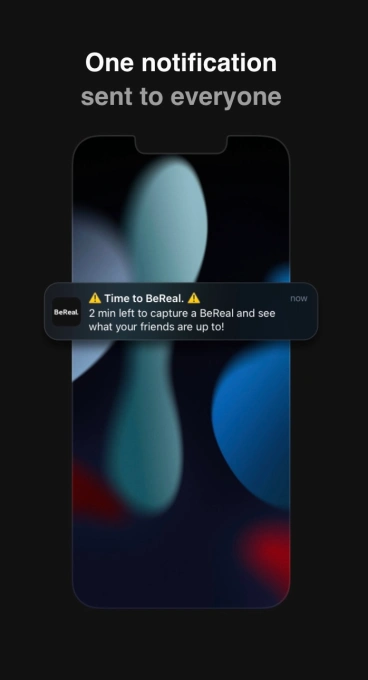 One notification
sent to everyone
BeReal.
⚠️ Time to BeReal. ⚠️
now
2 min left to capture a BeReal and see
what your friends are up to!